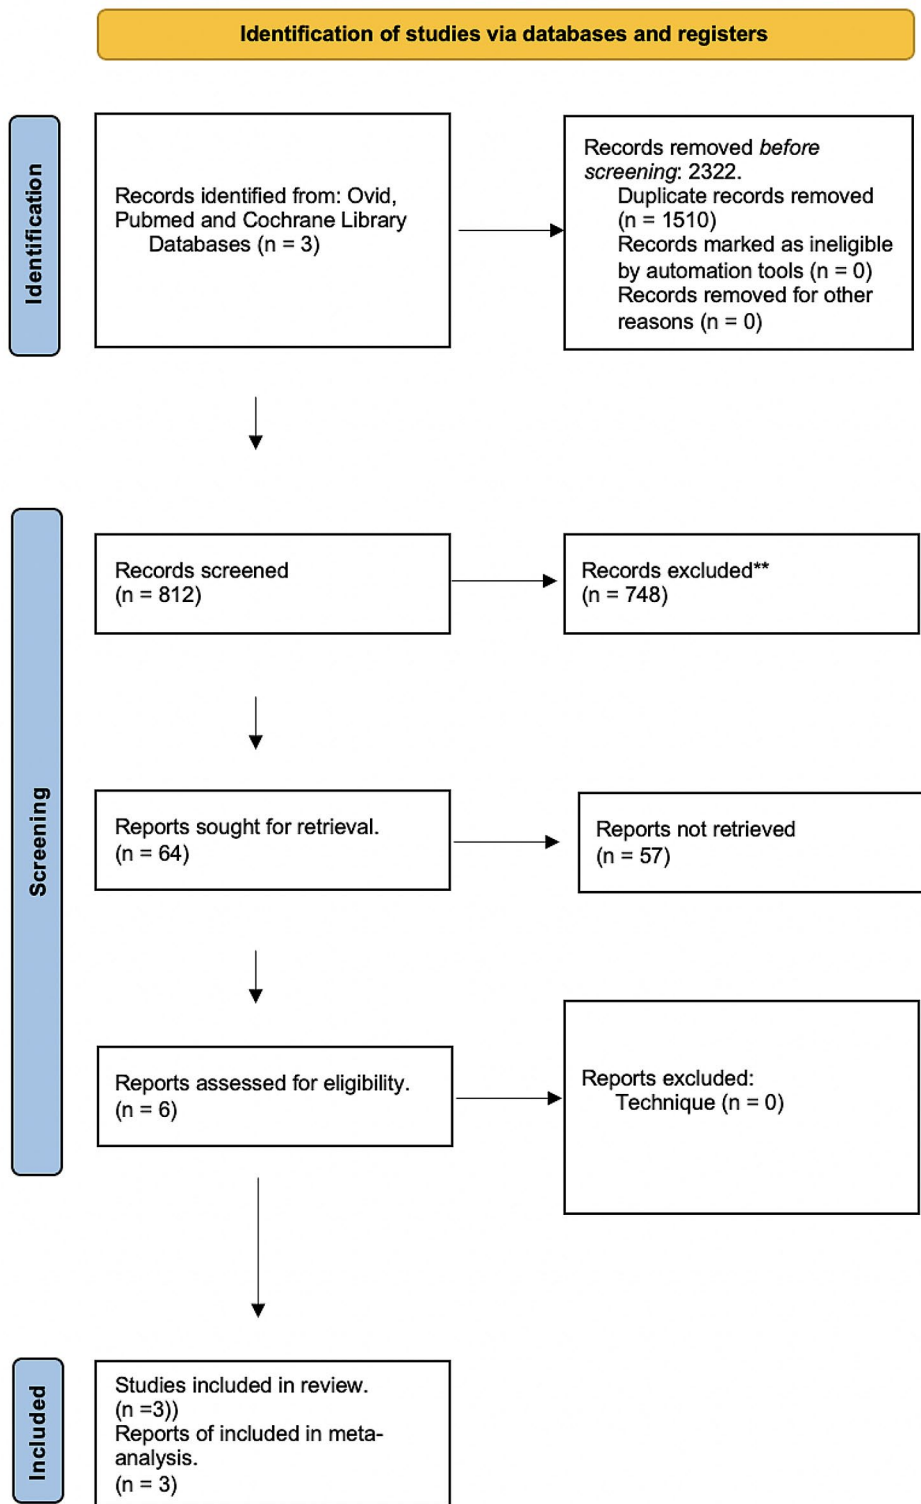 Identification of studies via databases and registers
Identification
Records identified from: Ovid,
Pubmed and Cochrane Library
Databases (n = 3)
Records removed before
screening: 2322.
Duplicate records removed
(n = 1510)
Records marked as ineligible
by automation tools (n = 0)
Records removed for other
reasons (n = 0)
Screening
Records screened
(n = 812)
Records excluded**
(n = 748)
Reports sought for retrieval.
(n = 64)
Reports not retrieved
(n = 57)
Reports assessed for eligibility.
(n = 6)
Reports excluded:
Technique (n = 0)
Included
Studies included in review.
(n =3))
Reports of included in meta-
analysis.
(n = 3)